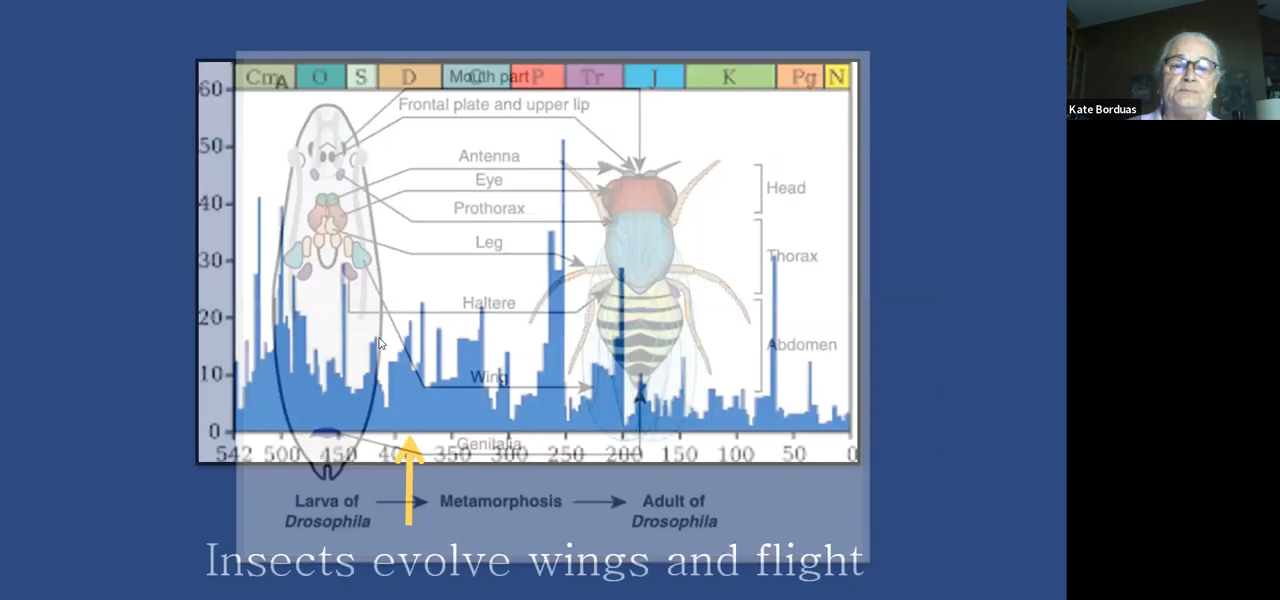 Cm A O S D C P Tr J K Pg N
Mouth part
Frontal plate and upper lip
Antenna
Eye
Prothorax
Leg
Haltere
Wing
Genitalia
Head
Thorax
Abdomen
60
50
40
30
20
10
0
542 500 450 400 350 300 250 200 150 100 50 0
Larva of
Drosophila
Metamorphosis
Adult of
Drosophila
Insects evolve wings and flight
Kate Borduas